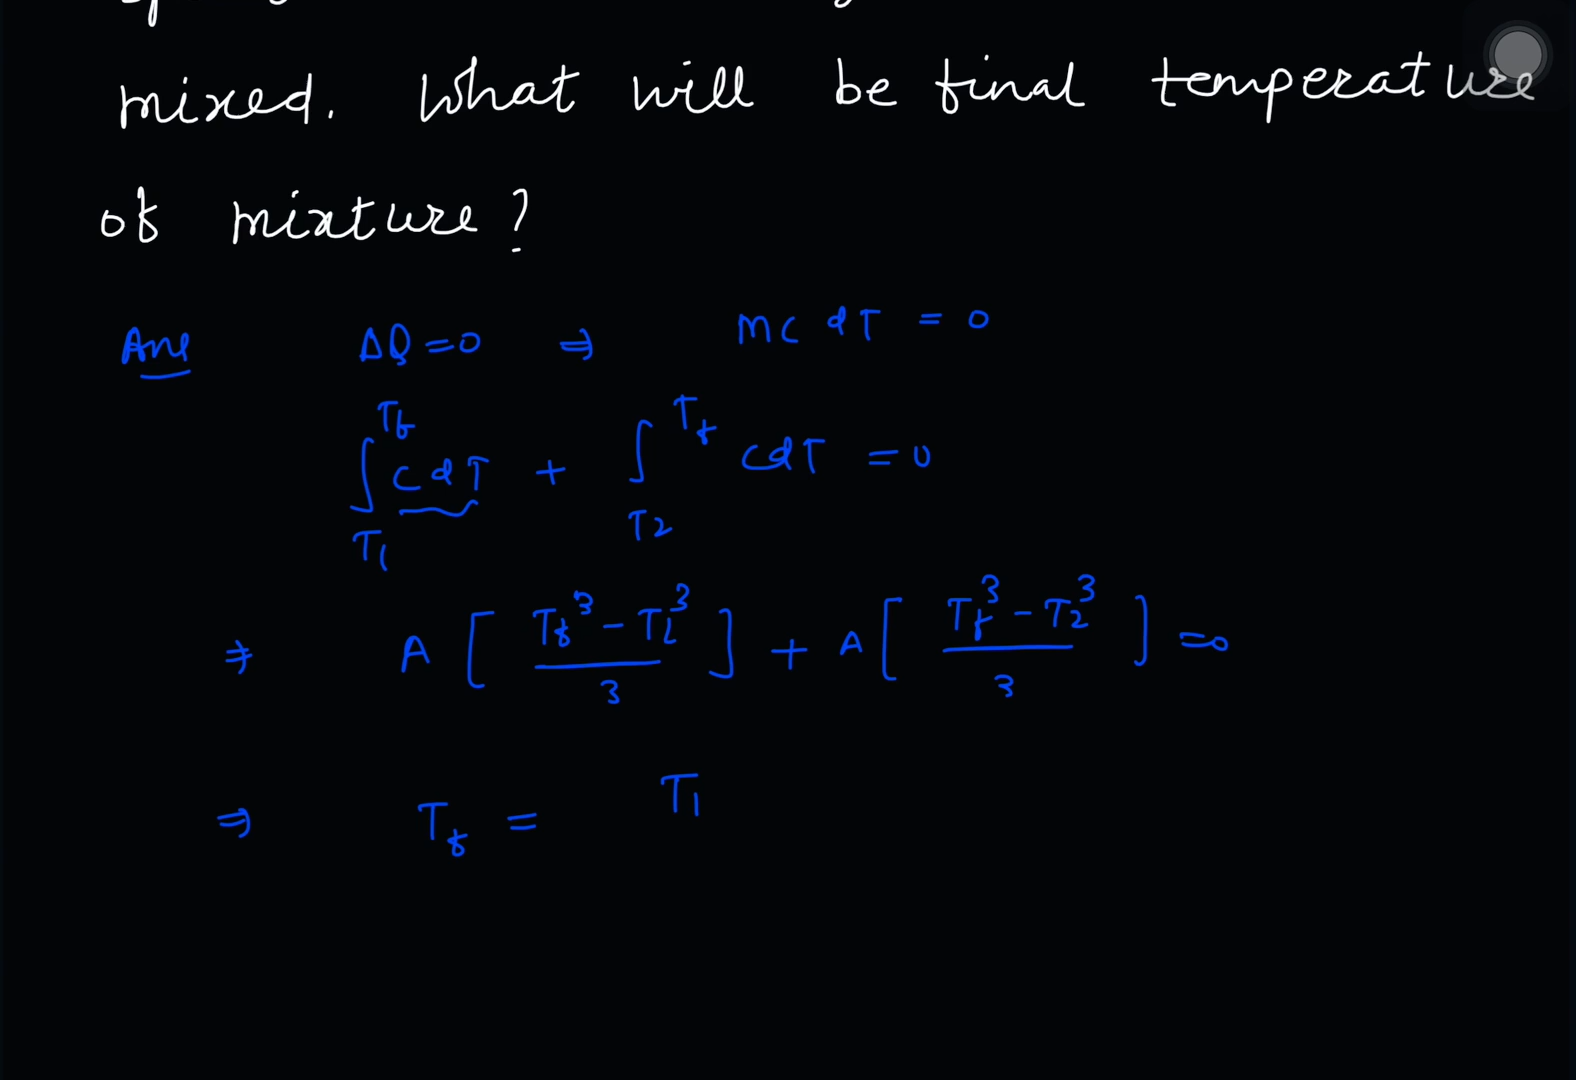 mixed. What will be final temperature
of mixture?
Ans ΔQ = 0 ⇒ mc dT = 0
∫_{T1}^{Tf} c dT + ∫_{T2}^{Tf} c dT = 0
⇒ A [ (Tf³ - T1³) / 3 ] + A [ (Tf³ - T2³) / 3 ] = 0
⇒ Tf = T1